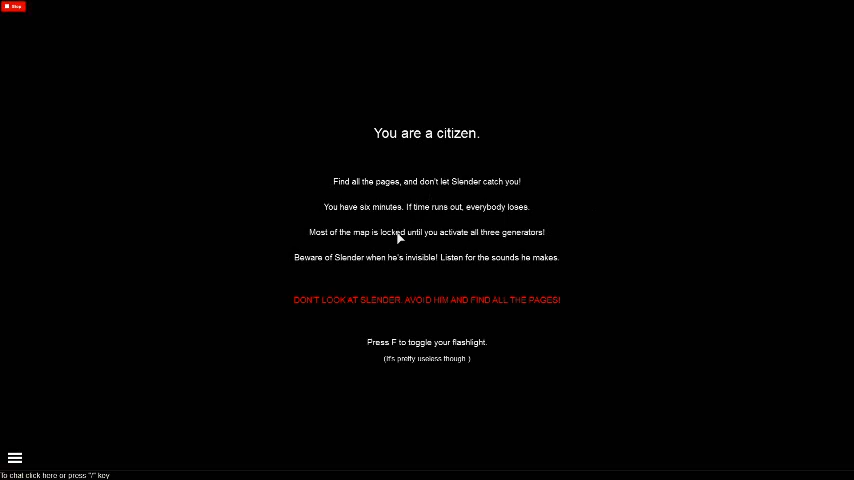 Stop
You are a citizen.
Find all the pages, and don't let Slender catch you!
You have six minutes. If time runs out, everybody loses.
Most of the map is locked until you activate all three generators!
Beware of Slender when he's invisible! Listen for the sounds he makes.
DON'T LOOK AT SLENDER. AVOID HIM AND FIND ALL THE PAGES!
Press F to toggle your flashlight.
(It's pretty useless though )
To chat click here or press "/" key